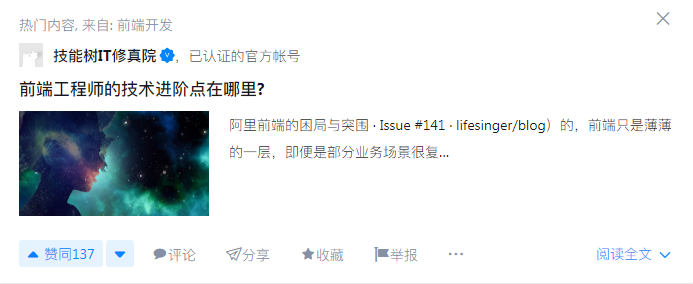 热门内容, 来自: 前端开发
技能树IT修真院，已认证的官方帐号
前端工程师的技术进阶点在哪里?
阿里前端的困局与突围 · Issue #141 · lifesinger/blog）的，前端只是薄薄
的一层，即便是部分业务场景很复...
赞同137 评论 分享 收藏 举报 ··· 阅读全文